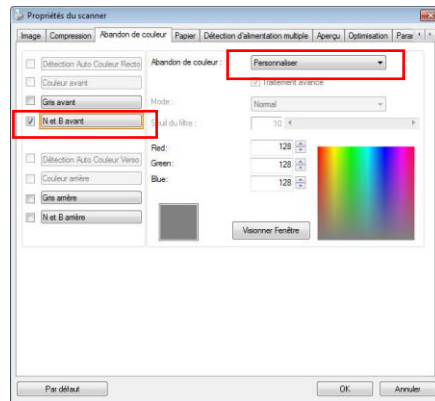 Propriétés du scanner
Image Compression Abandon de couleur Papier Détection d'alimentation multiple Aperçu Optimisation Parar
Détection Auto Couleur Recto
Abandon de couleur :
Personnaliser
Couleur avant
Traitement avancé
Gris avant
Mode :
Normal
N et B avant
Seuil du filtre :
10
Red:
128
Détection Auto Couleur Verso
Green:
128
Couleur arrière
Blue:
128
Gris arrière
N et B arrière
Visionner Fenêtre
Par défaut
OK
Annuler